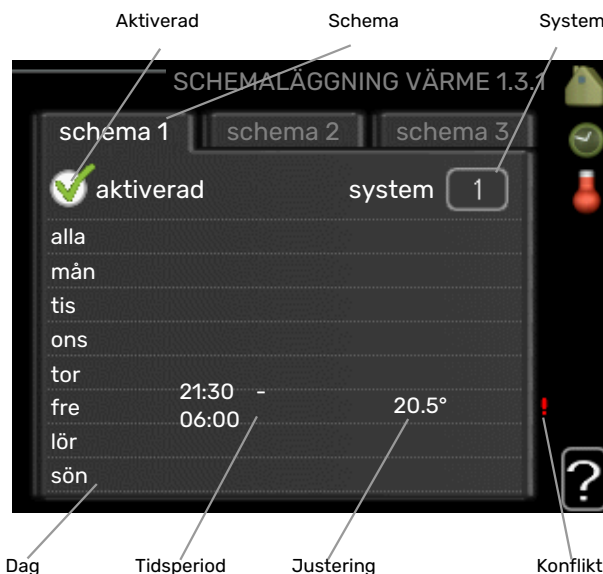 Aktiverad Schema System
SCHEMALÄGGNING VÄRME 1.3.1
schema 1 schema 2 schema 3
aktiverad system 1
alla
mån
tis
ons
tor
fre 21:30 - 06:00 20.5° !
lör
sön
?
Dag Tidsperiod Justering Konflikt